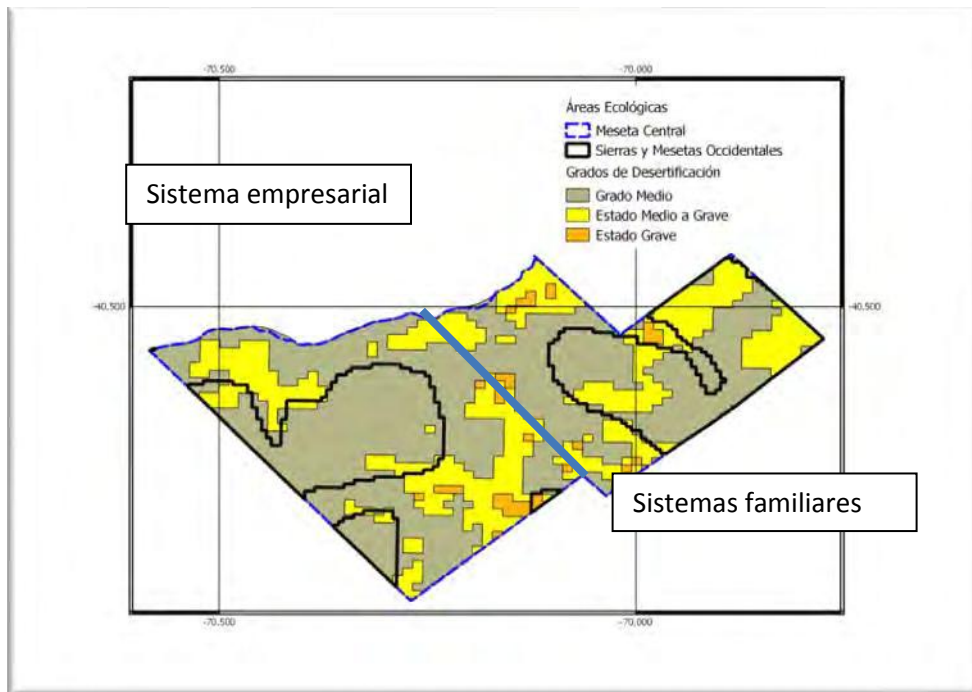 -70.500 -70.000
Áreas Ecológicas
Meseta Central
Sierras y Mesetas Occidentales
Grados de Desertificación
Grado Medio
Estado Medio a Grave
Estado Grave
Sistema empresarial
-40.500 -40.500
Sistemas familiares
-70.500 -70.000